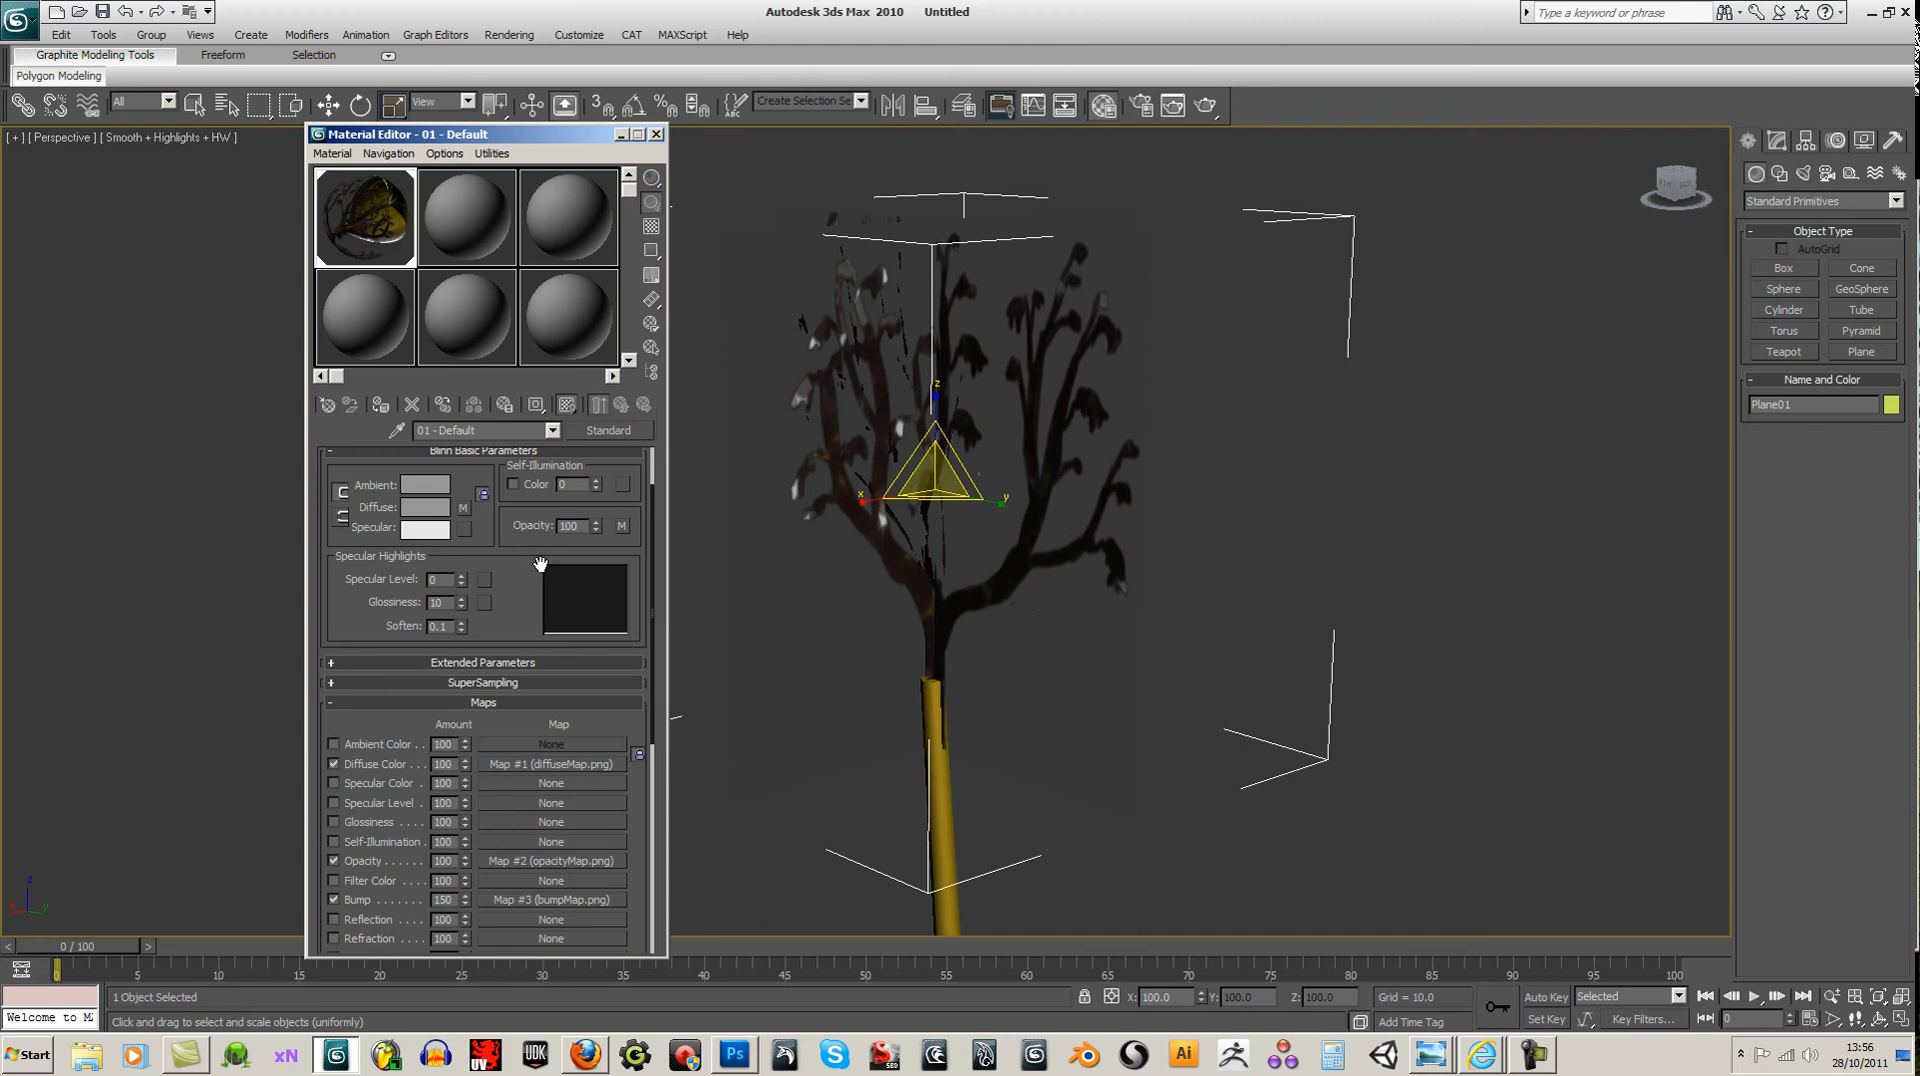 Autodesk 3ds Max 2010 Untitled
Type a keyword or phrase
Edit Tools Group Views Create Modifiers Animation Graph Editors Rendering Customize CAT MAXScript Help
Graphite Modeling Tools Freeform Selection
Polygon Modeling
All View Create Selection Se
[ + ] [ Perspective ] [ Smooth + Highlights + HW ]
Material Editor - 01 - Default
Material Navigation Options Utilities
01 - Default Standard
Blinn Basic Parameters
Self-Illumination
Ambient: Color 0
Diffuse: M
Specular: Opacity: 100 M
Specular Highlights
Specular Level: 0
Glossiness: 10
Soften: 0.1
+ Extended Parameters
+ SuperSampling
- Maps
Amount Map
Ambient Color . . 100 None
Diffuse Color . . . 100 Map #1 (diffuseMap.png)
Specular Color . 100 None
Specular Level . 100 None
Glossiness . . . . 100 None
Self-Illumination . 100 None
Opacity . . . . . . 100 Map #2 (opacityMap.png)
Filter Color . . . . 100 None
Bump . . . . . . . 150 Map #3 (bumpMap.png)
Reflection . . . . 100 None
Refraction . . . . 100 None
z
x
y
z
x
y
Standard Primitives
- Object Type
AutoGrid
Box Cone
Sphere GeoSphere
Cylinder Tube
Torus Pyramid
Teapot Plane
- Name and Color
Plane01
< 0 / 100 >
0 5 10 15 20 25 30 35 40 45 50 55 60 65 70 75 80 85 90 95 100
1 Object Selected X: 100.0 Y: 100.0 Z: 100.0 Grid = 10.0 Auto Key Selected
Welcome to M Click and drag to select and scale objects (uniformly) Add Time Tag Set Key Key Filters... 0
Start xN UV UDK Ps Ai 13:56
28/10/2011